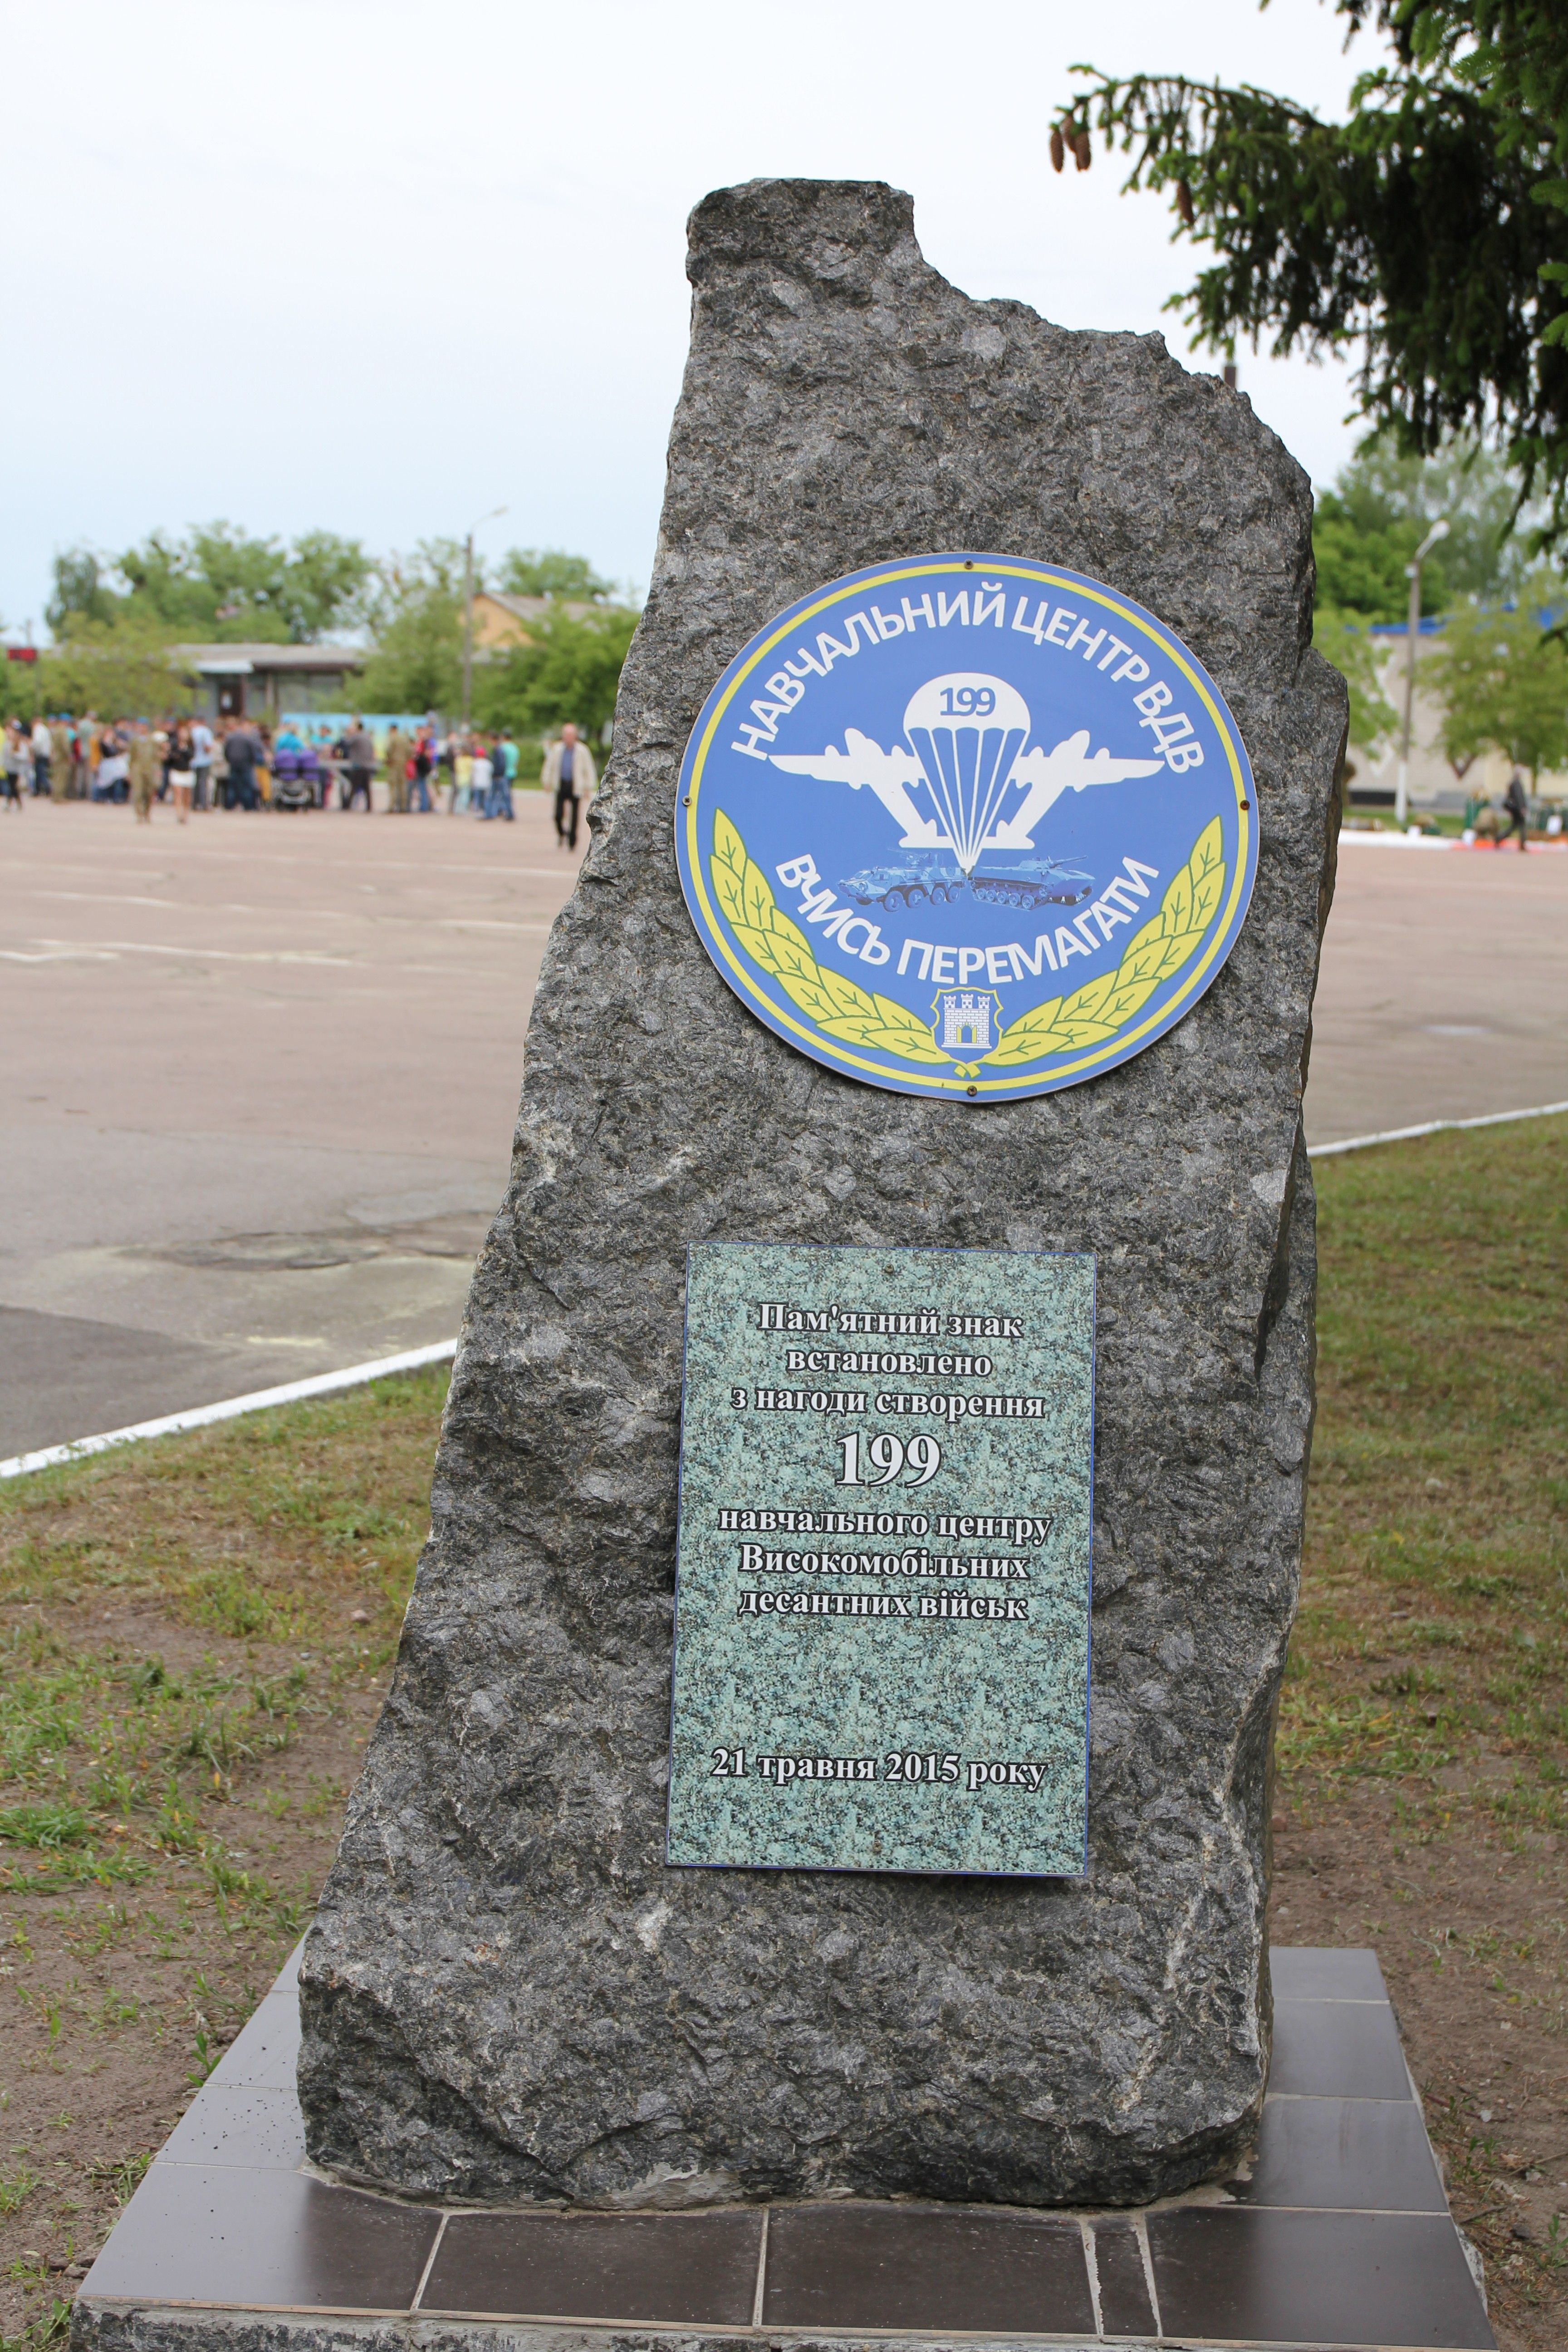 НАВЧАЛЬНИЙ ЦЕНТР ВДВ
199
ВЧИСЬ ПЕРЕМАГАТИ
Пам'ятний знак
встановлено
з нагоди створення
199
навчального центру
Високомобільних
десантних військ
21 травня 2015 року